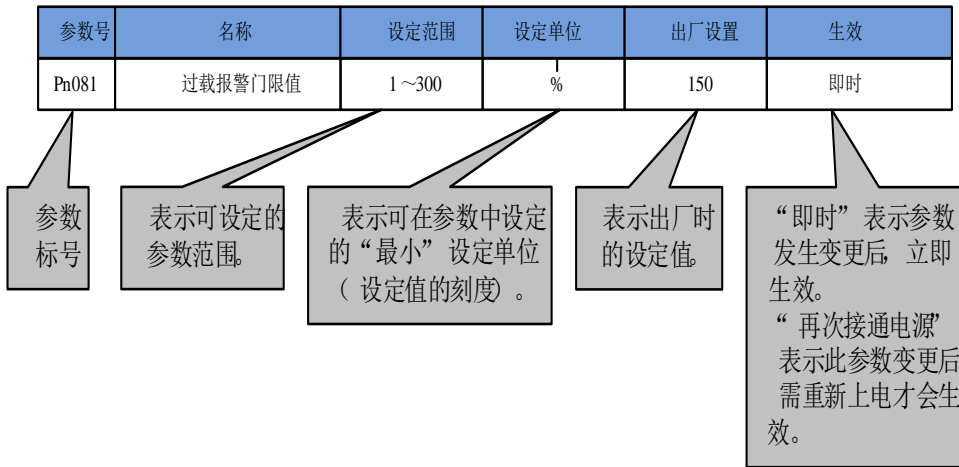 参数号 名称 设定范围 设定单位 出厂设置 生效
Pn081 过载报警门限值 1~300 % 150 即时
参数
标号
表示可设定的
参数范围。
表示可在参数中设定
的“最小”设定单位
(设定值的刻度)。
表示出厂时
的设定值。
“即时”表示参数
发生变更后,立即
生效。
“再次接通电源”
表示此参数变更后
需重新上电才会生
效。